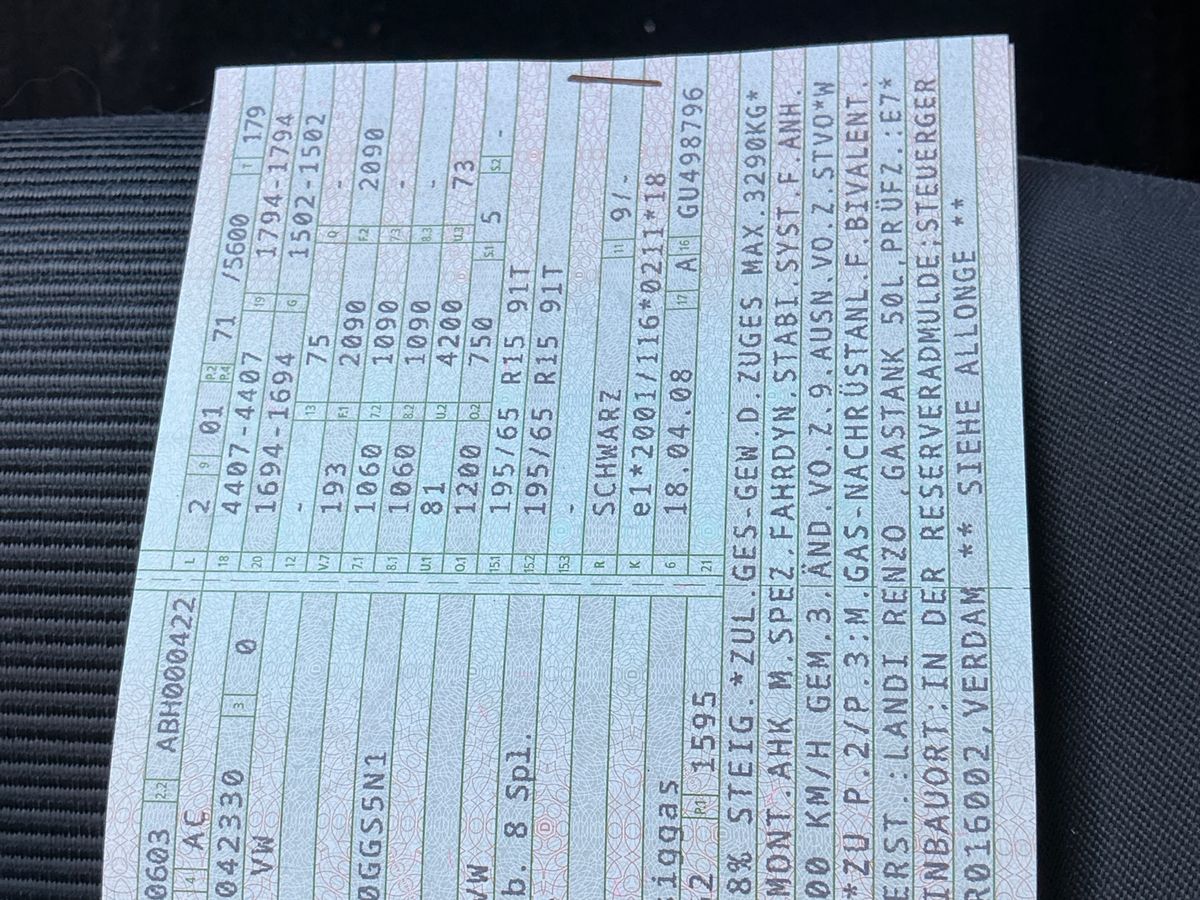 0603 2.2 ABH000422 L 2 9 01 P.2 P.4 71 /5600 T 179
4 AC 18 4407-4407 19 1794-1794
0423330 3 0 20 1694-1694 G 1502-1502
VW 12 - 13 75 Q -
V.7 193 F.1 2090 F.2 2090
0GGGS5N1 7.1 1060 7.2 1090 7.3 -
8.1 1060 8.2 1090 8.3 -
U.1 81 U.2 4200 U.3 73
O.1 1200 O.2 750 S.1 5 S.2 -
VW 15.1 195/65 R15 91T
b. 8 Spl. 15.2 195/65 R15 91T
15.3 -
R SCHWARZ 11 9/-
K e1*2001/116*0211*18
iggas 6 18.04.08 17 A 16 GU498796
2 P.1 1595 21
8% STEIG.*ZUL.GES-GEW.D.ZUGES MAX.3290KG*
MONT.AHK M.SPEZ.FAHRDYN.STABI.SYST.F.ANH.
00 KM/H GEM.3.ÄND.VO.Z.9.AUSN.VO.Z.STVO*W
*ZU P.2/P.3:M.GAS-NACHRÜSTANL.F.BIVALENT.
ERST.:LANDI RENZO ,GASTANK 50L,PRÜFZ.:E7*
INBAUORT:IN DER RESERVERADMULDE;STEUERGER
R016002,VERDAM ** SIEHE ALLONGE **